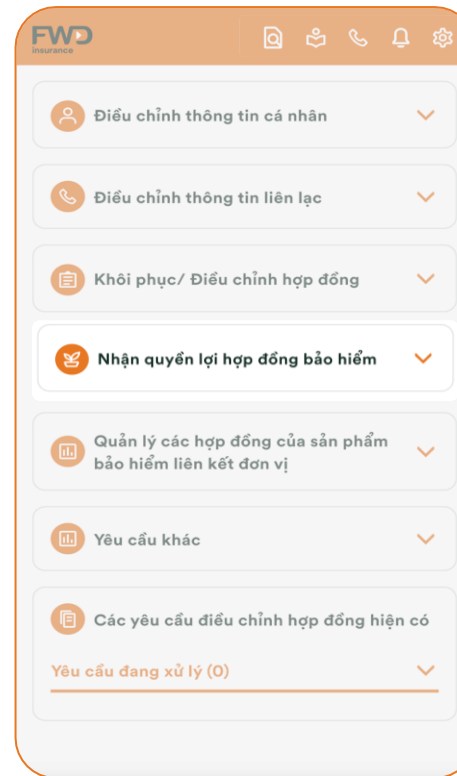 FWD
insurance
Điều chỉnh thông tin cá nhân
Điều chỉnh thông tin liên lạc
Khôi phục/ Điều chỉnh hợp đồng
Nhận quyền lợi hợp đồng bảo hiểm
Quản lý các hợp đồng của sản phẩm
bảo hiểm liên kết đơn vị
Yêu cầu khác
Các yêu cầu điều chỉnh hợp đồng hiện có
Yêu cầu đang xử lý (0)